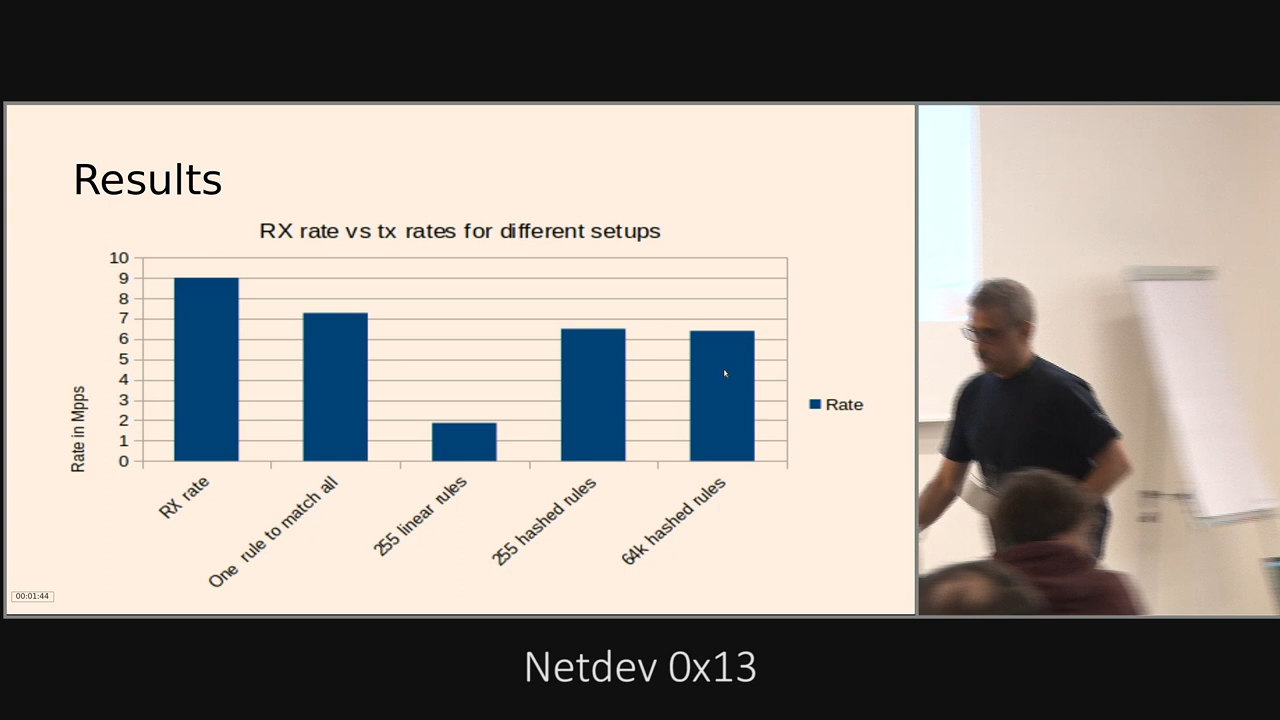 Results
RX rate vs tx rates for different setups
10
9
8
7
6
5
4
3
2
1
0
Rate in Mpps
RX rate
One rule to match all
255 linear rules
255 hashed rules
64k hashed rules
Rate
00:01:44
Netdev 0x13